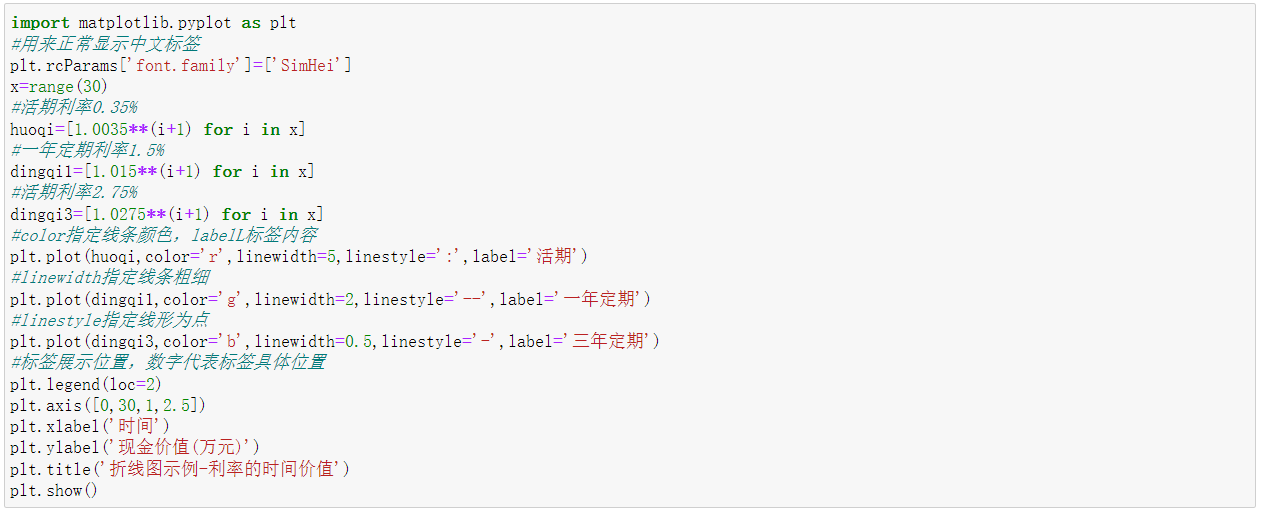 import matplotlib.pyplot as plt
#用来正常显示中文标签
plt.rcParams['font.family']=['SimHei']
x=range(30)
#活期利率0.35%
huoqi=[1.0035**(i+1) for i in x]
#一年定期利率1.5%
dingqi1=[1.015**(i+1) for i in x]
#活期利率2.75%
dingqi3=[1.0275**(i+1) for i in x]
#color指定线条颜色，labelL标签内容
plt.plot(huoqi,color='r',linewidth=5,linestyle=':',label='活期')
#linewidth指定线条粗细
plt.plot(dingqi1,color='g',linewidth=2,linestyle='--',label='一年定期')
#linestyle指定线形为点
plt.plot(dingqi3,color='b',linewidth=0.5,linestyle='-',label='三年定期')
#标签展示位置，数字代表标签具体位置
plt.legend(loc=2)
plt.axis([0,30,1,2.5])
plt.xlabel('时间')
plt.ylabel('现金价值(万元)')
plt.title('折线图示例-利率的时间价值')
plt.show()